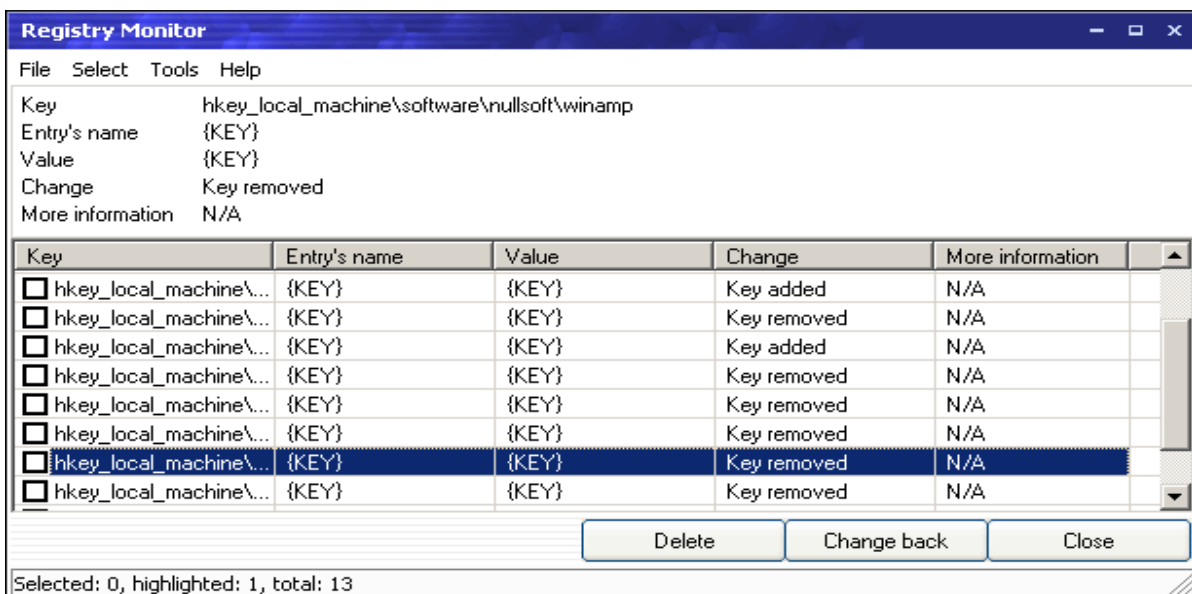 Registry Monitor
File Select Tools Help
Key hkey_local_machine\software\nullsoft\winamp
Entry's name {KEY}
Value {KEY}
Change Key removed
More information N/A
Key Entry's name Value Change More information
hkey_local_machine\... {KEY} {KEY} Key added N/A
hkey_local_machine\... {KEY} {KEY} Key removed N/A
hkey_local_machine\... {KEY} {KEY} Key added N/A
hkey_local_machine\... {KEY} {KEY} Key removed N/A
hkey_local_machine\... {KEY} {KEY} Key removed N/A
hkey_local_machine\... {KEY} {KEY} Key removed N/A
hkey_local_machine\... {KEY} {KEY} Key removed N/A
hkey_local_machine\... {KEY} {KEY} Key removed N/A
Delete Change back Close
Selected: 0, highlighted: 1, total: 13